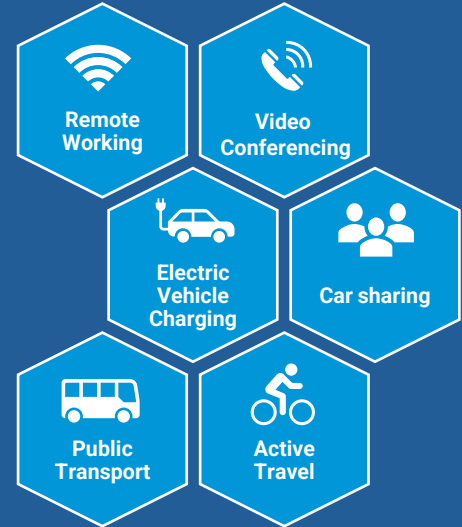 Remote
Working
Video
Conferencing
Electric
Vehicle
Charging
Car sharing
Public
Transport
Active
Travel